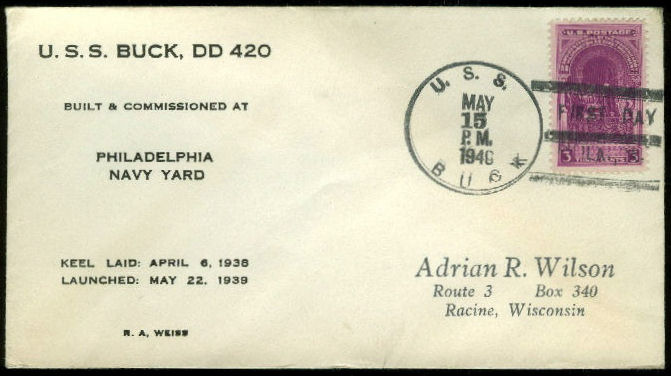 U. S. S. BUCK, DD 420
BUILT & COMMISSIONED AT
PHILADELPHIA
NAVY YARD
KEEL LAID: APRIL 6, 1938
LAUNCHED: MAY 22, 1939
R. A. WEISS
U. S. S.
MAY
15
P.M.
1940
BUCK
U.S. POSTAGE
FIRST DAY
3 3
Adrian R. Wilson
Route 3 Box 340
Racine, Wisconsin